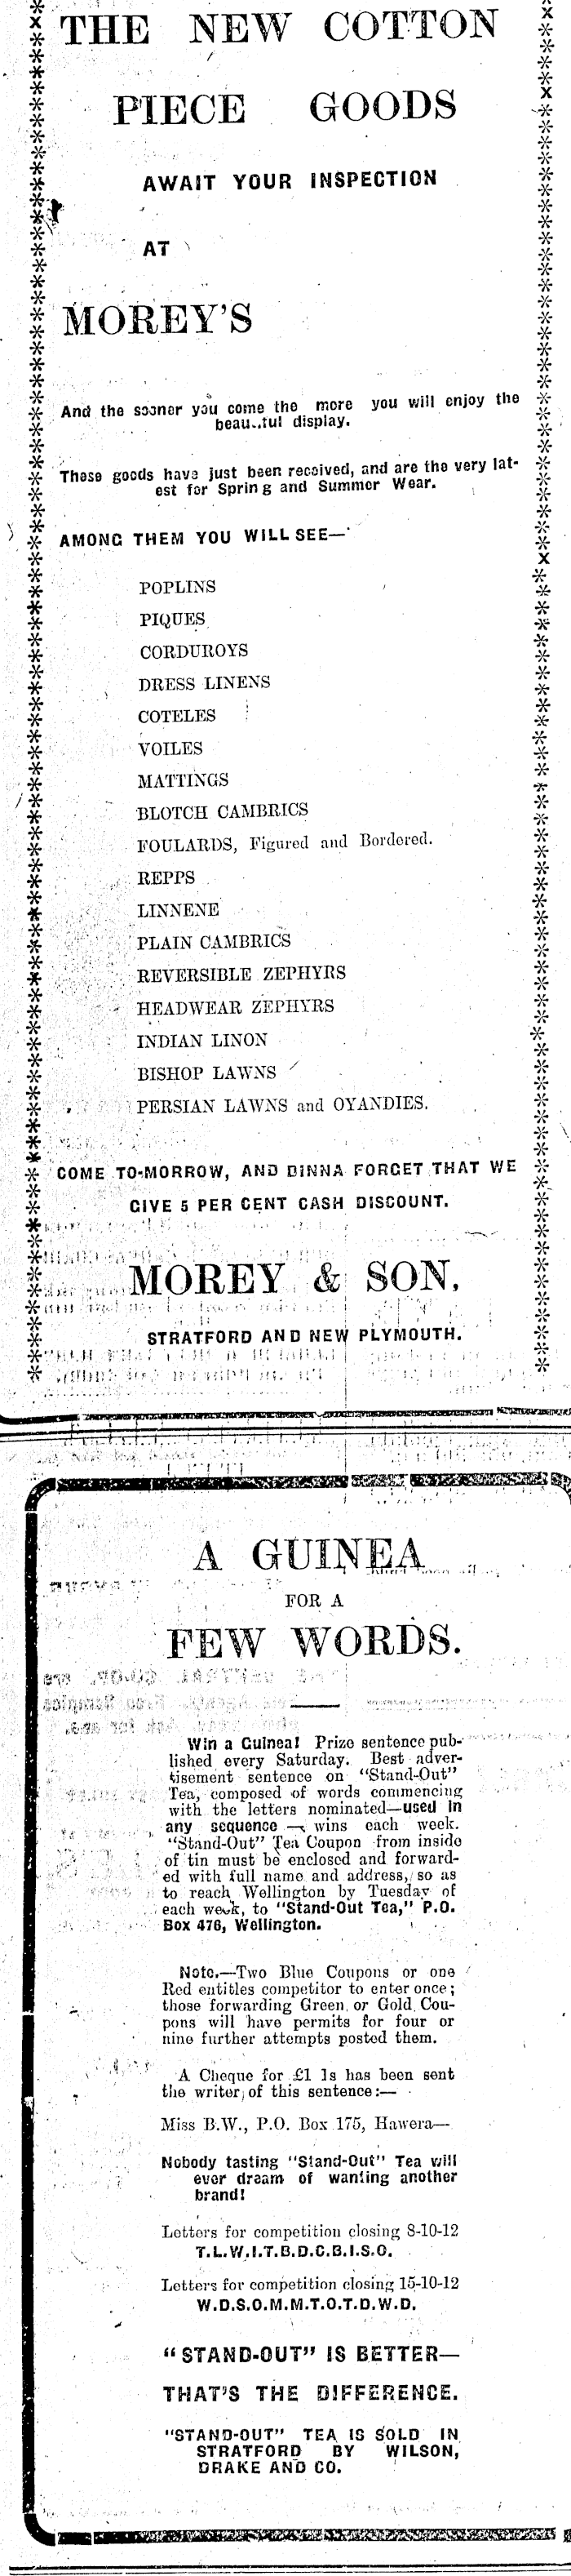 THE NEW COTTON
PIECE GOODS
AWAIT YOUR INSPECTION
AT
MOREY'S
And the sooner you come the more you will enjoy the
beau..tul display.
These goods have just been received, and are the very lat-
est for Spring and Summer Wear.
AMONG THEM YOU WILL SEE—
POPLINS
PIQUES
CORDUROYS
DRESS LINENS
COTELES
VOILES
MATTINGS
BLOTCH CAMBRICS
FOULARDS, Figured and Bordered.
REPPS
LINNENE
PLAIN CAMBRICS
REVERSIBLE ZEPHYRS
HEADWEAR ZEPHYRS
INDIAN LINON
BISHOP LAWNS
PERSIAN LAWNS and OYANDIES.
COME TO-MORROW, AND DINNA FORGET THAT WE
GIVE 5 PER CENT CASH DISCOUNT.
MOREY & SON,
STRATFORD AND NEW PLYMOUTH.
A GUINEA
FOR A
FEW WORDS.
Win a Guinea! Prize sentence pub-
lished every Saturday. Best adver-
tisement sentence on "Stand-Out"
Tea, composed of words commencing
with the letters nominated—used in
any sequence — wins each week.
"Stand-Out" Tea Coupon from inside
of tin must be enclosed and forward-
ed with full name and address, so as
to reach Wellington by Tuesday of
each week, to "Stand-Out Tea," P.O.
Box 476, Wellington.
Note.—Two Blue Coupons or one
Red entitles competitor to enter once;
those forwarding Green or Gold Cou-
pons will have permits for four or
nine further attempts posted them.
A Cheque for £1 1s has been sent
the writer of this sentence:—
Miss B.W., P.O. Box 175, Hawera—
Nobody tasting "Stand-Out" Tea will
ever dream of wanting another
brand!
Letters for competition closing 8-10-12
T.L.W.I.T.B.D.C.B.I.S.O.
Letters for competition closing 15-10-12
W.D.S.O.M.M.T.O.T.D.W.D.
"STAND-OUT" IS BETTER—
THAT'S THE DIFFERENCE.
"STAND-OUT" TEA IS SOLD IN
STRATFORD BY WILSON,
DRAKE AND CO.